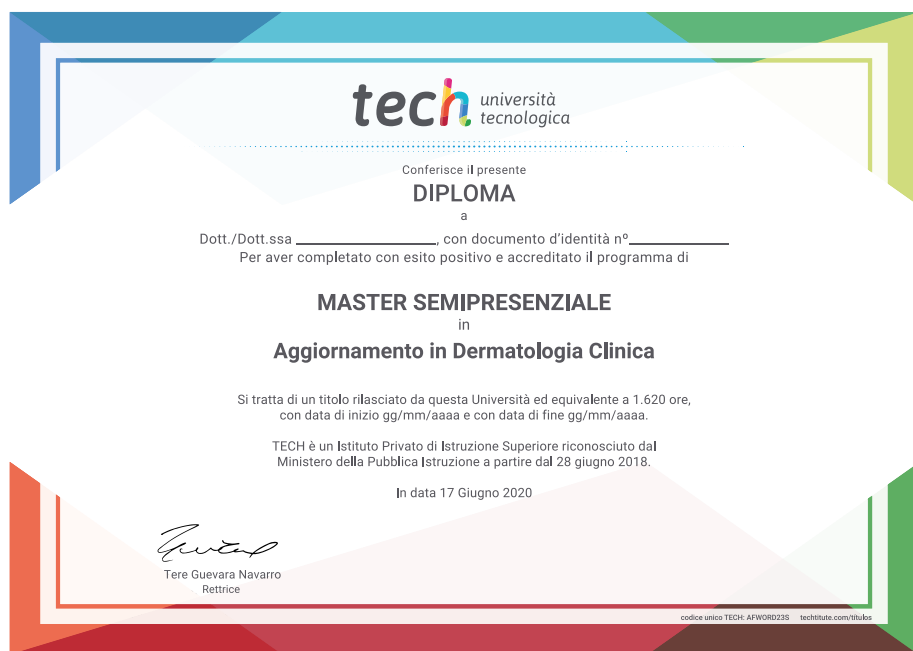 tech università
tecnologica
Conferisce il presente
DIPLOMA
a
Dott./Dott.ssa ________________, con documento d'identità nº____________
Per aver completato con esito positivo e accreditato il programma di
MASTER SEMIPRESENZIALE
in
Aggiornamento in Dermatologia Clinica
Si tratta di un titolo rilasciato da questa Università ed equivalente a 1.620 ore,
con data di inizio gg/mm/aaaa e con data di fine gg/mm/aaaa.
TECH è un Istituto Privato di Istruzione Superiore riconosciuto dal
Ministero della Pubblica Istruzione a partire dal 28 giugno 2018.
In data 17 Giugno 2020
Tere Guevara Navarro
Rettrice
codice unico TECH: AFWORD23S techtitute.com/titulos